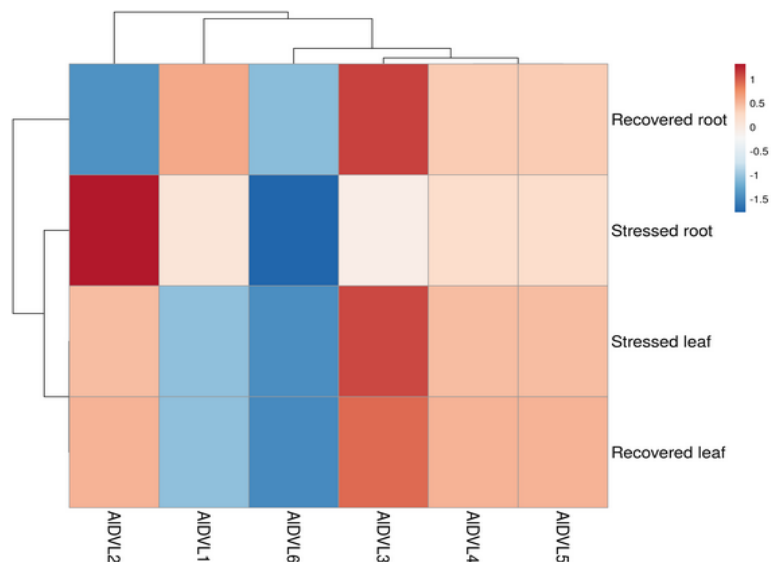 Recovered root
Stressed root
Stressed leaf
Recovered leaf
AIDVL2
AIDVL1
AIDVL6
AIDVL3
AIDVL4
AIDVL5
1
0.5
0
-0.5
-1
-1.5